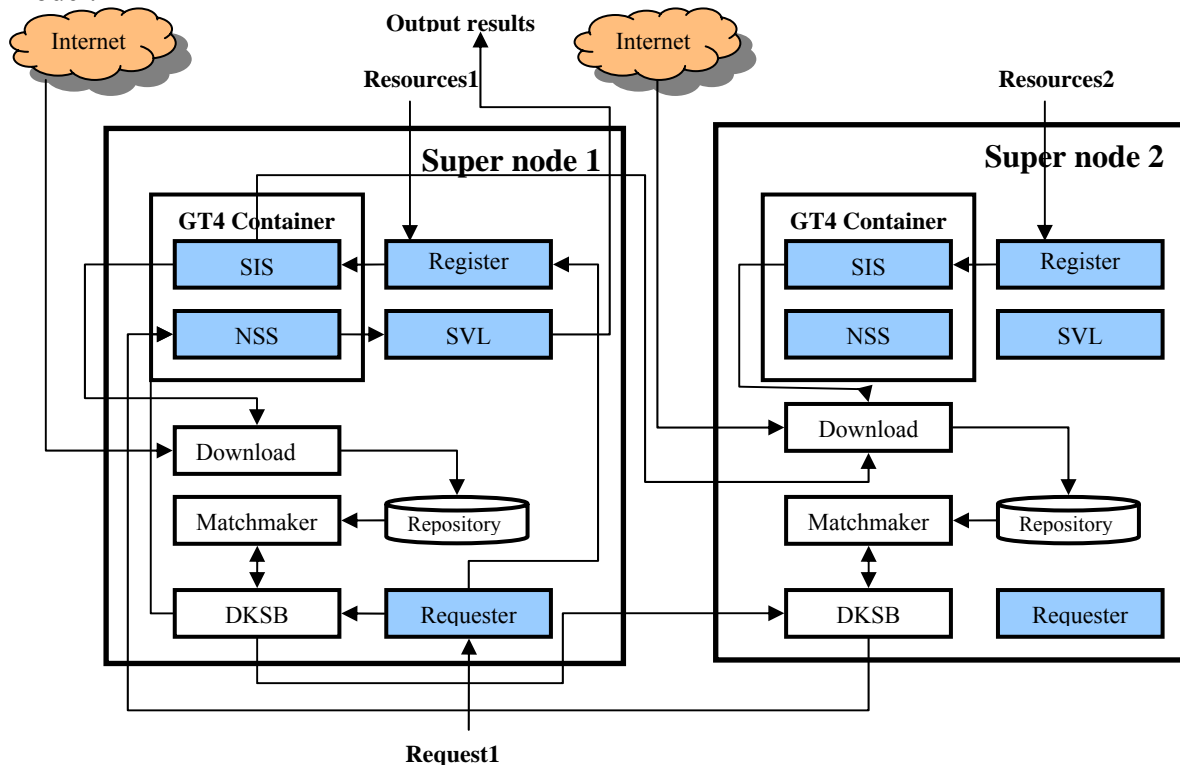 Internet
Output results
Internet
Resources1
Resources2
Super node 1
Super node 2
GT4 Container
GT4 Container
SIS
Register
SIS
Register
NSS
SVL
NSS
SVL
Download
Download
Matchmaker
Repository
Matchmaker
Repository
DKSB
Requester
DKSB
Requester
Request1